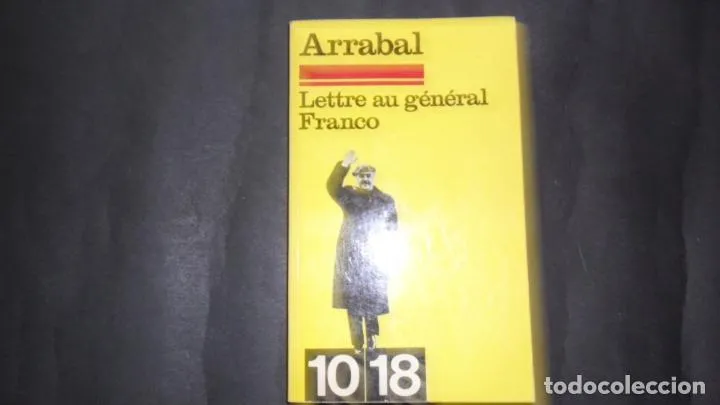 Arrabal
Lettre au général
Franco
10 18
todocoleccion